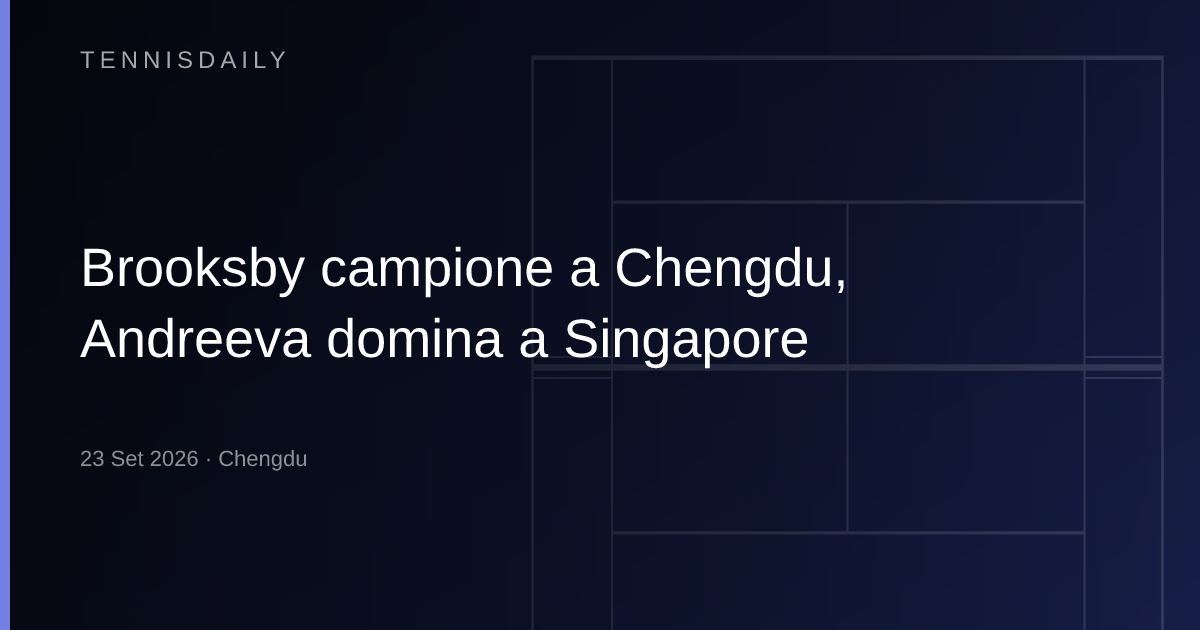 TENNISDAILY
Brooksby campione a Chengdu,
Andreeva domina a Singapore
23 Set 2026 · Chengdu